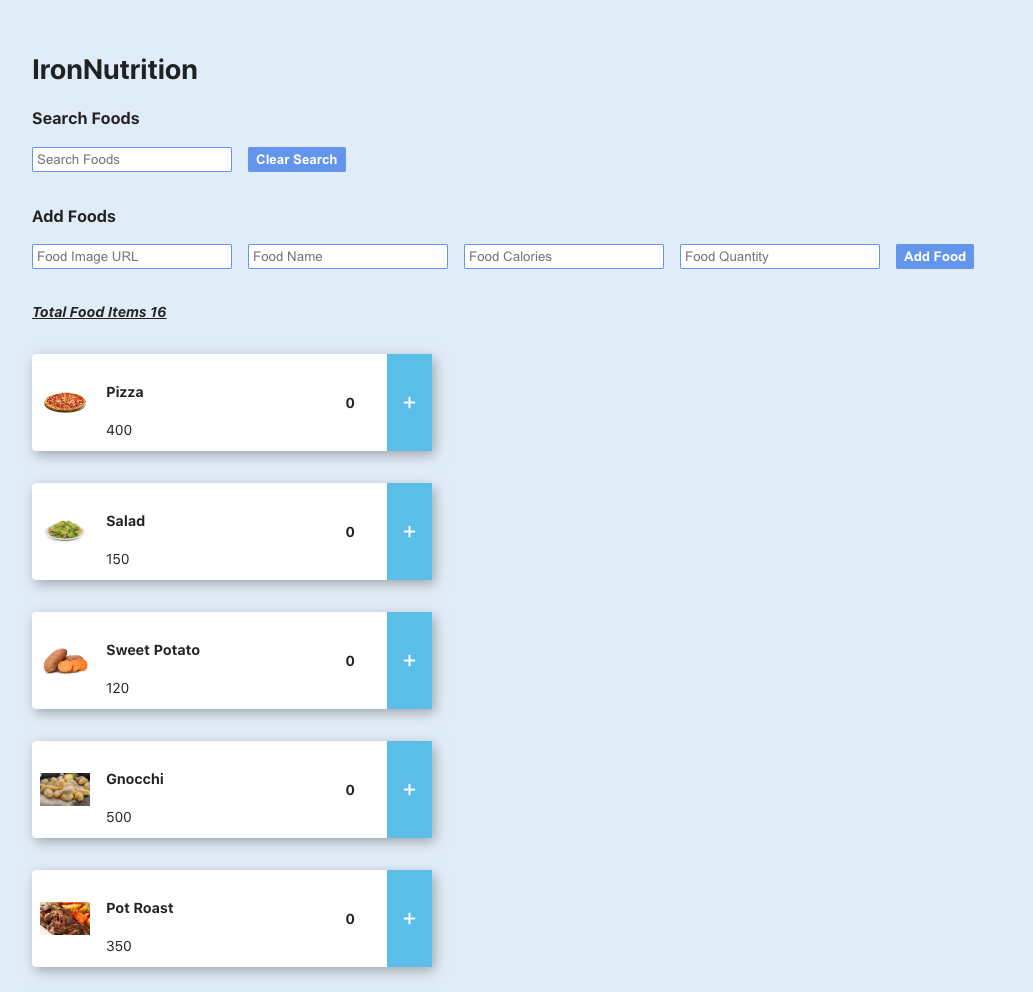 IronNutrition
Search Foods
Search Foods Clear Search
Add Foods
Food Image URL Food Name Food Calories Food Quantity Add Food
Total Food Items 16
Pizza
0 +
400
Salad
0 +
150
Sweet Potato
0 +
120
Gnocchi
0 +
500
Pot Roast
0 +
350